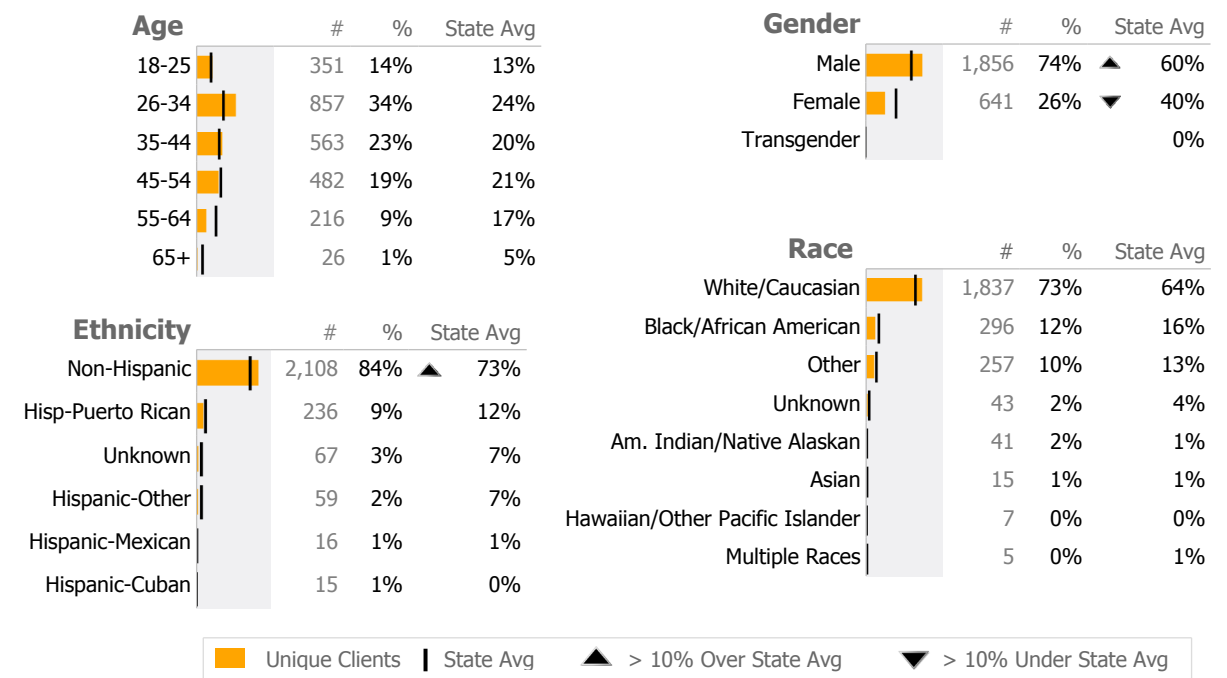 Age # % State Avg
18-25 351 14% 13%
26-34 857 34% 24%
35-44 563 23% 20%
45-54 482 19% 21%
55-64 216 9% 17%
65+ 26 1% 5%
Ethnicity # % State Avg
Non-Hispanic 2,108 84% ▲ 73%
Hisp-Puerto Rican 236 9% 12%
Unknown 67 3% 7%
Hispanic-Other 59 2% 7%
Hispanic-Mexican 16 1% 1%
Hispanic-Cuban 15 1% 0%
Gender # % State Avg
Male 1,856 74% ▲ 60%
Female 641 26% ▼ 40%
Transgender 0%
Race # % State Avg
White/Caucasian 1,837 73% 64%
Black/African American 296 12% 16%
Other 257 10% 13%
Unknown 43 2% 4%
Am. Indian/Native Alaskan 41 2% 1%
Asian 15 1% 1%
Hawaiian/Other Pacific Islander 7 0% 0%
Multiple Races 5 0% 1%
Unique Clients | State Avg ▲ > 10% Over State Avg ▼ > 10% Under State Avg